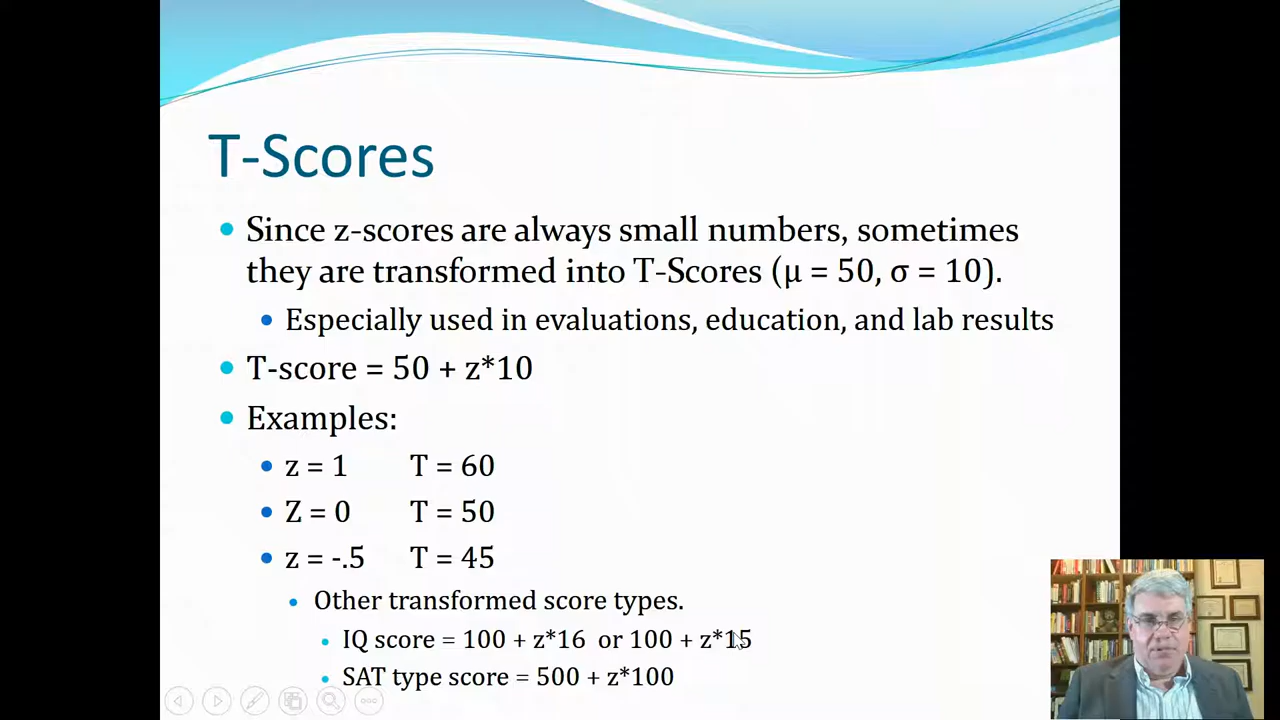 T-Scores
Since z-scores are always small numbers, sometimes
they are transformed into T-Scores (μ = 50, σ = 10).
Especially used in evaluations, education, and lab results
T-score = 50 + z*10
Examples:
z = 1 T = 60
Z = 0 T = 50
z = -.5 T = 45
Other transformed score types.
IQ score = 100 + z*16 or 100 + z*15
SAT type score = 500 + z*100